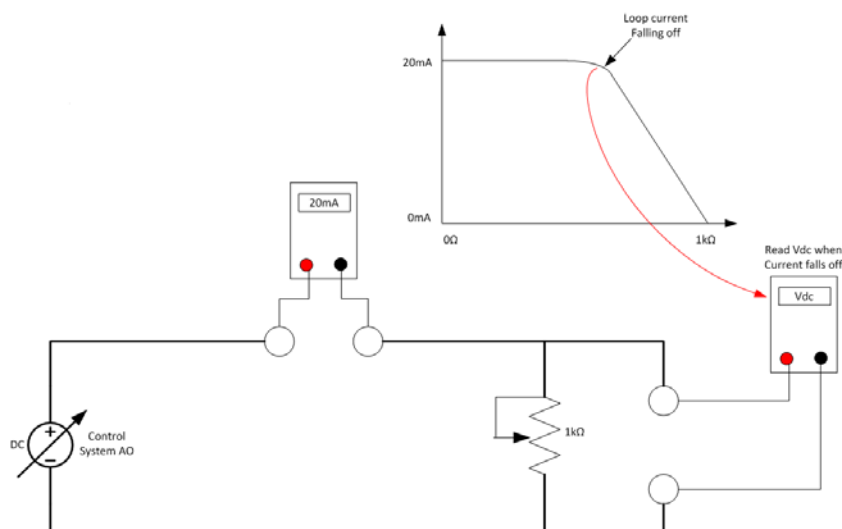 Loop current
Falling off
20mA
20mA
0mA
0Ω
1kΩ
Read Vdc when
Current falls off
Vdc
DC
+
−
Control
System AO
1kΩ